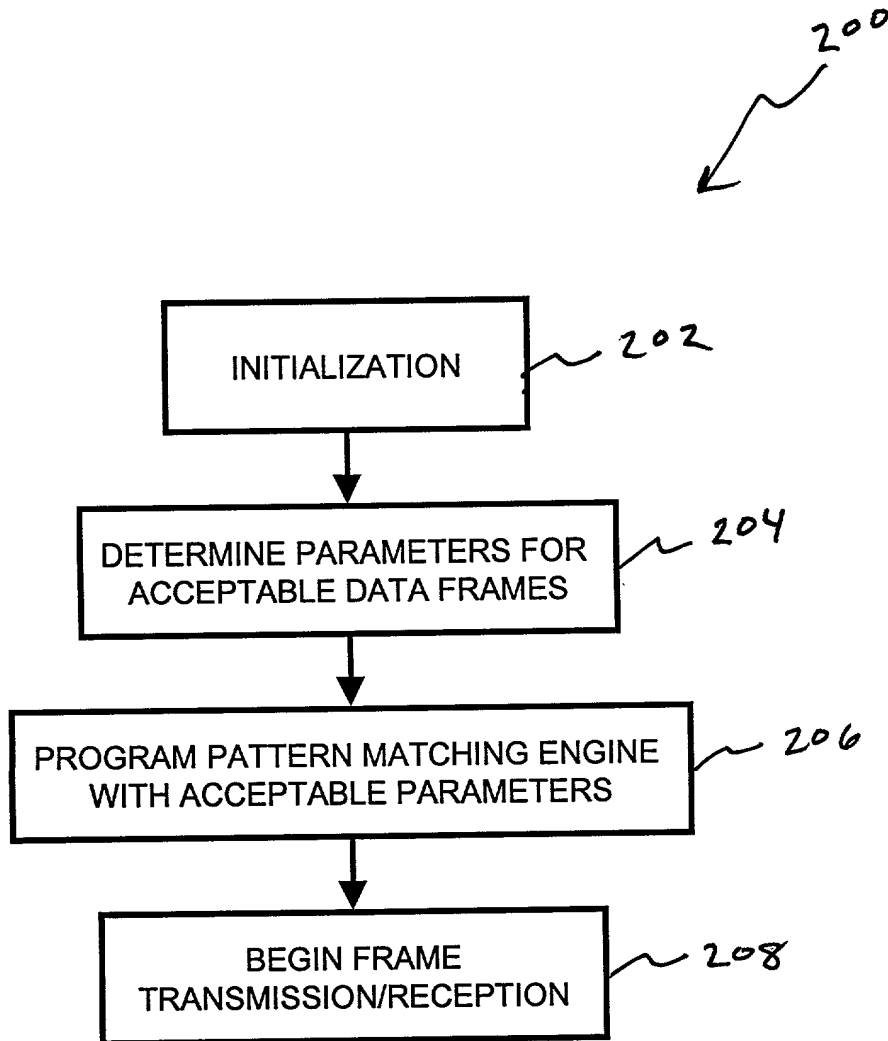 200
INITIALIZATION
202
DETERMINE PARAMETERS FOR
ACCEPTABLE DATA FRAMES
204
PROGRAM PATTERN MATCHING ENGINE
WITH ACCEPTABLE PARAMETERS
206
BEGIN FRAME
TRANSMISSION/RECEPTION
208